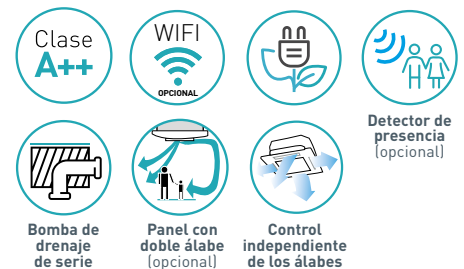 Clase
A++
WIFI
OPCIONAL
Detector de
presencia
(opcional)
Bomba de
drenaje
de serie
Panel con
doble álabe
(opcional)
Control
independiente
de los álabes